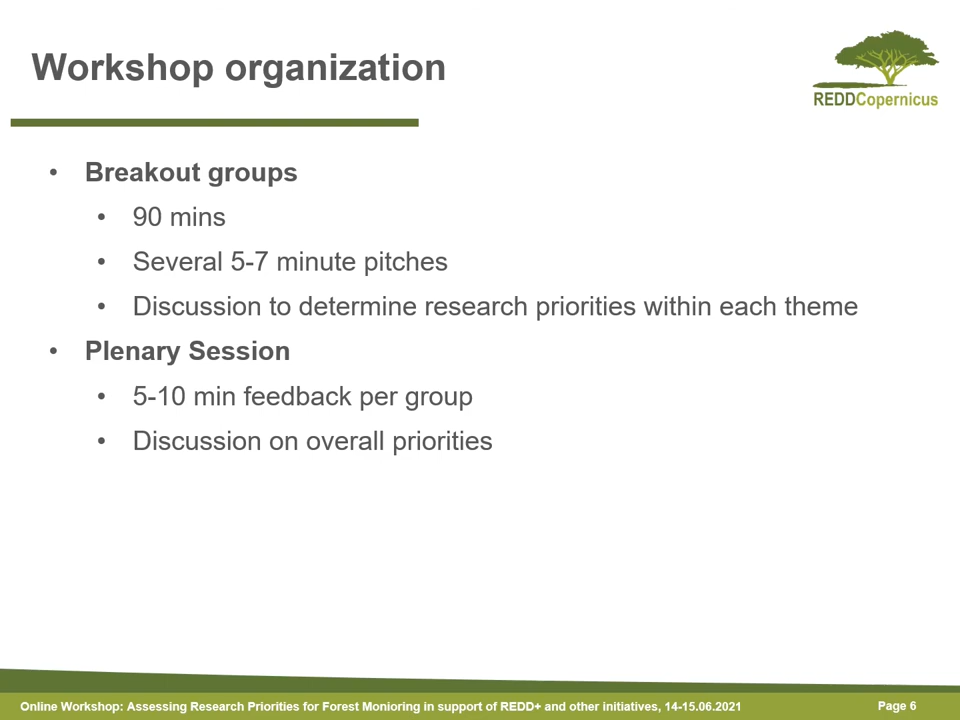 Workshop organization
REDDCopernicus
• Breakout groups
• 90 mins
• Several 5-7 minute pitches
• Discussion to determine research priorities within each theme
• Plenary Session
• 5-10 min feedback per group
• Discussion on overall priorities
Online Workshop: Assessing Research Priorities for Forest Monioring in support of REDD+ and other initiatives, 14-15.06.2021
Page 6